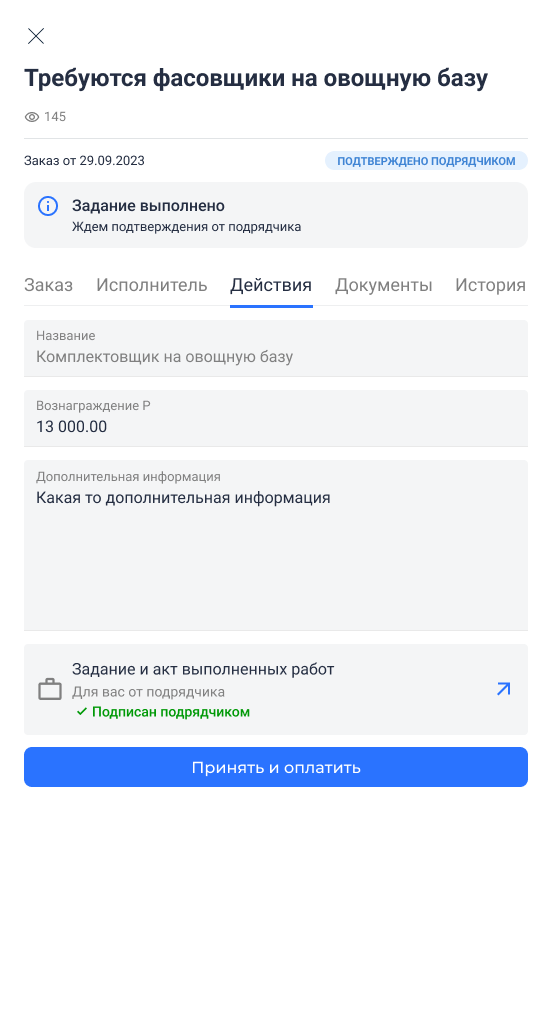 Требуются фасовщики на овощную базу
145
Заказ от 29.09.2023 ПОДТВЕРЖДЕНО ПОДРЯДЧИКОМ
Задание выполнено
Ждем подтверждения от подрядчика
Заказ Исполнитель Действия Документы История
Название
Комплектовщик на овощную базу
Вознаграждение Р
13 000.00
Дополнительная информация
Какая то дополнительная информация
Задание и акт выполненных работ
Для вас от подрядчика
Подписан подрядчиком
Принять и оплатить